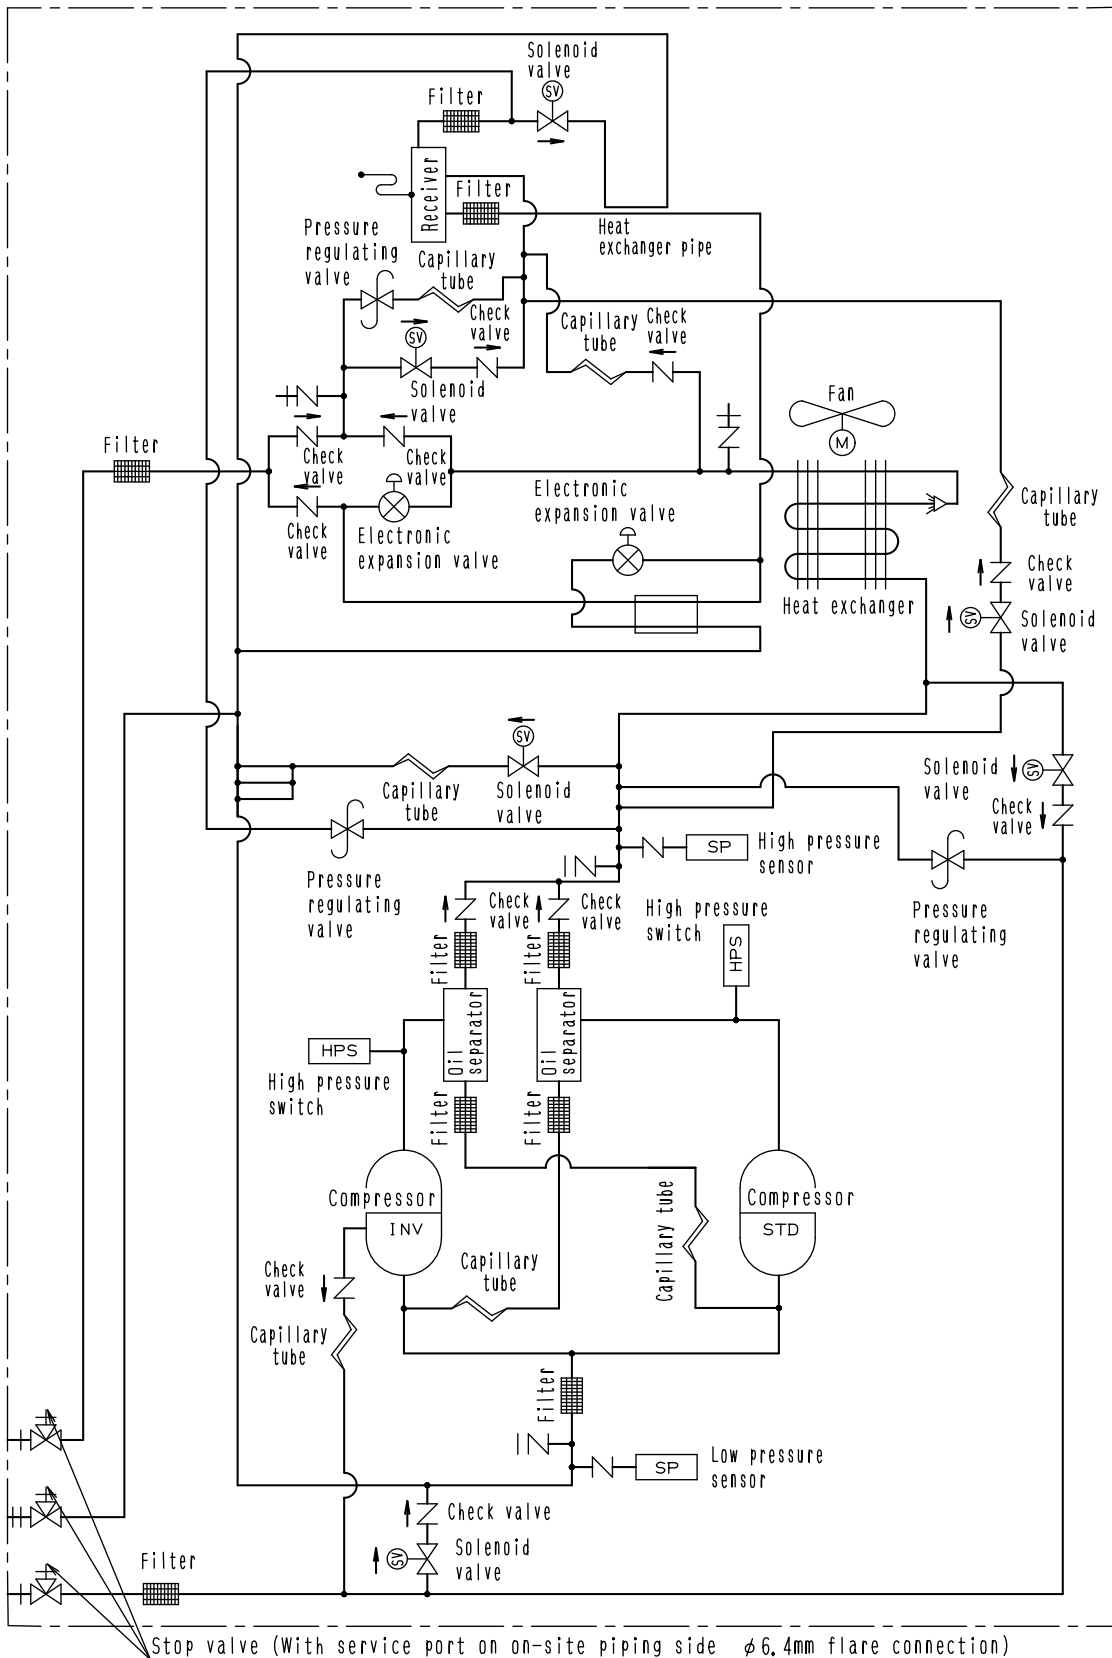 Solenoid
valve
SV
Filter
Receiver
Filter
Heat
exchanger pipe
Pressure
regulating
valve
Capillary
tube
Check
valve
SV
Solenoid
valve
Capillary
tube
Check
valve
Fan
M
Filter
Check
valve
Check
valve
Electronic
expansion valve
Check
valve
Electronic
expansion valve
Capillary
tube
Check
valve
Heat exchanger
SV
Solenoid
valve
SV
Capillary
tube
Solenoid
valve
Solenoid
valve
SV
Check
valve
SP
High pressure
sensor
Pressure
regulating
valve
Check
valve
Check
valve
High pressure
switch
Pressure
regulating
valve
Filter
Filter
HPS
Oil
separator
Oil
separator
HPS
High pressure
switch
Filter
Filter
Compressor
INV
Capillary tube
Compressor
STD
Check
valve
Capillary
tube
Capillary
tube
Filter
SP
Low pressure
sensor
Check valve
SV
Solenoid
valve
Filter
Stop valve (With service port on on-site piping side φ6.4mm flare connection)